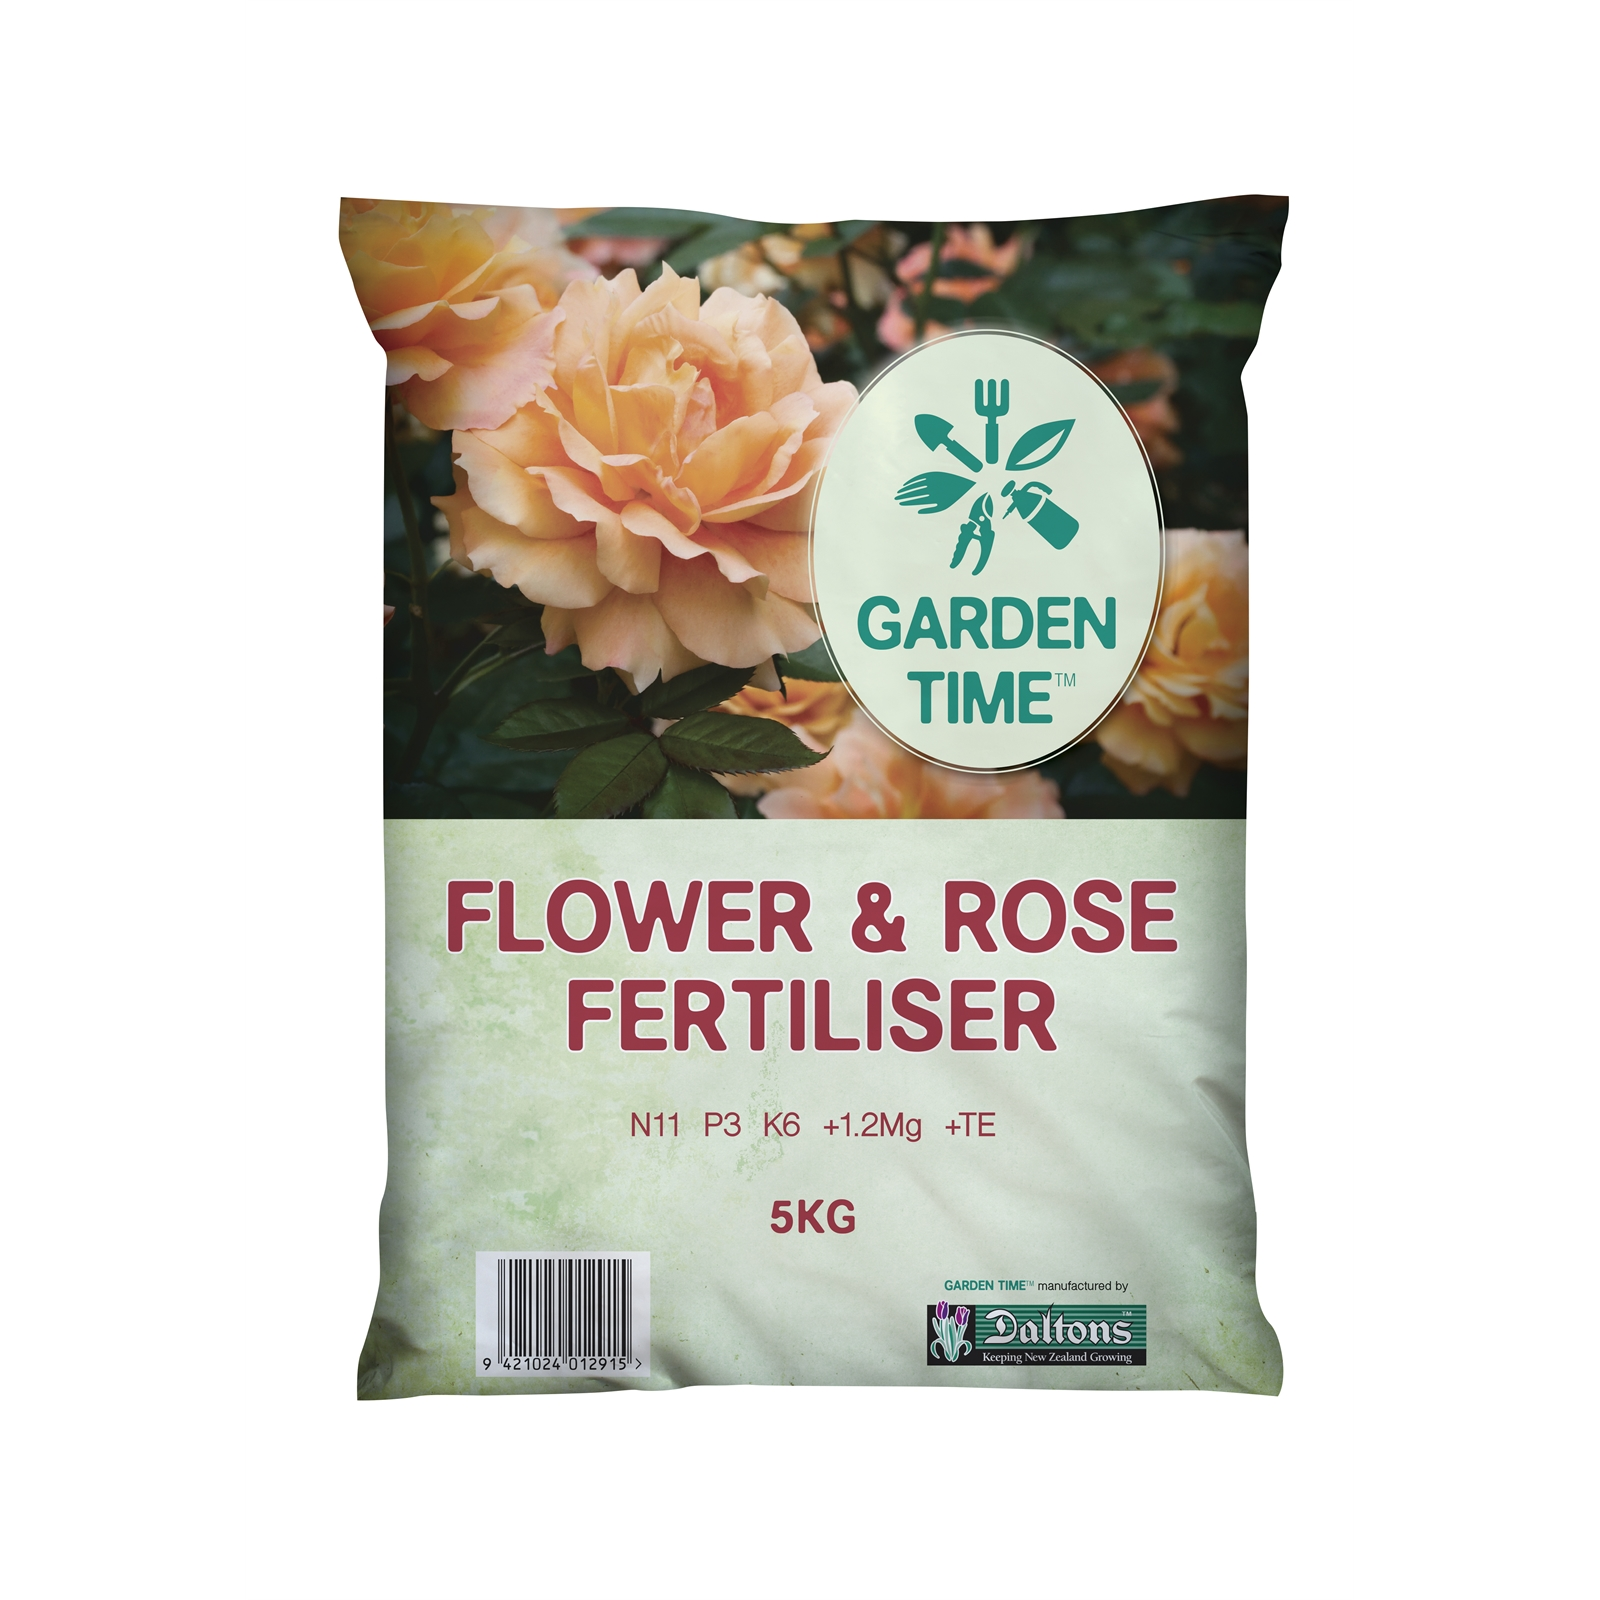 GARDEN
TIME™
FLOWER & ROSE
FERTILISER
N11 P3 K6 +1.2Mg +TE
5KG
9 421024 012915 >
GARDEN TIME™ manufactured by
Daltons™
Keeping New Zealand Growing